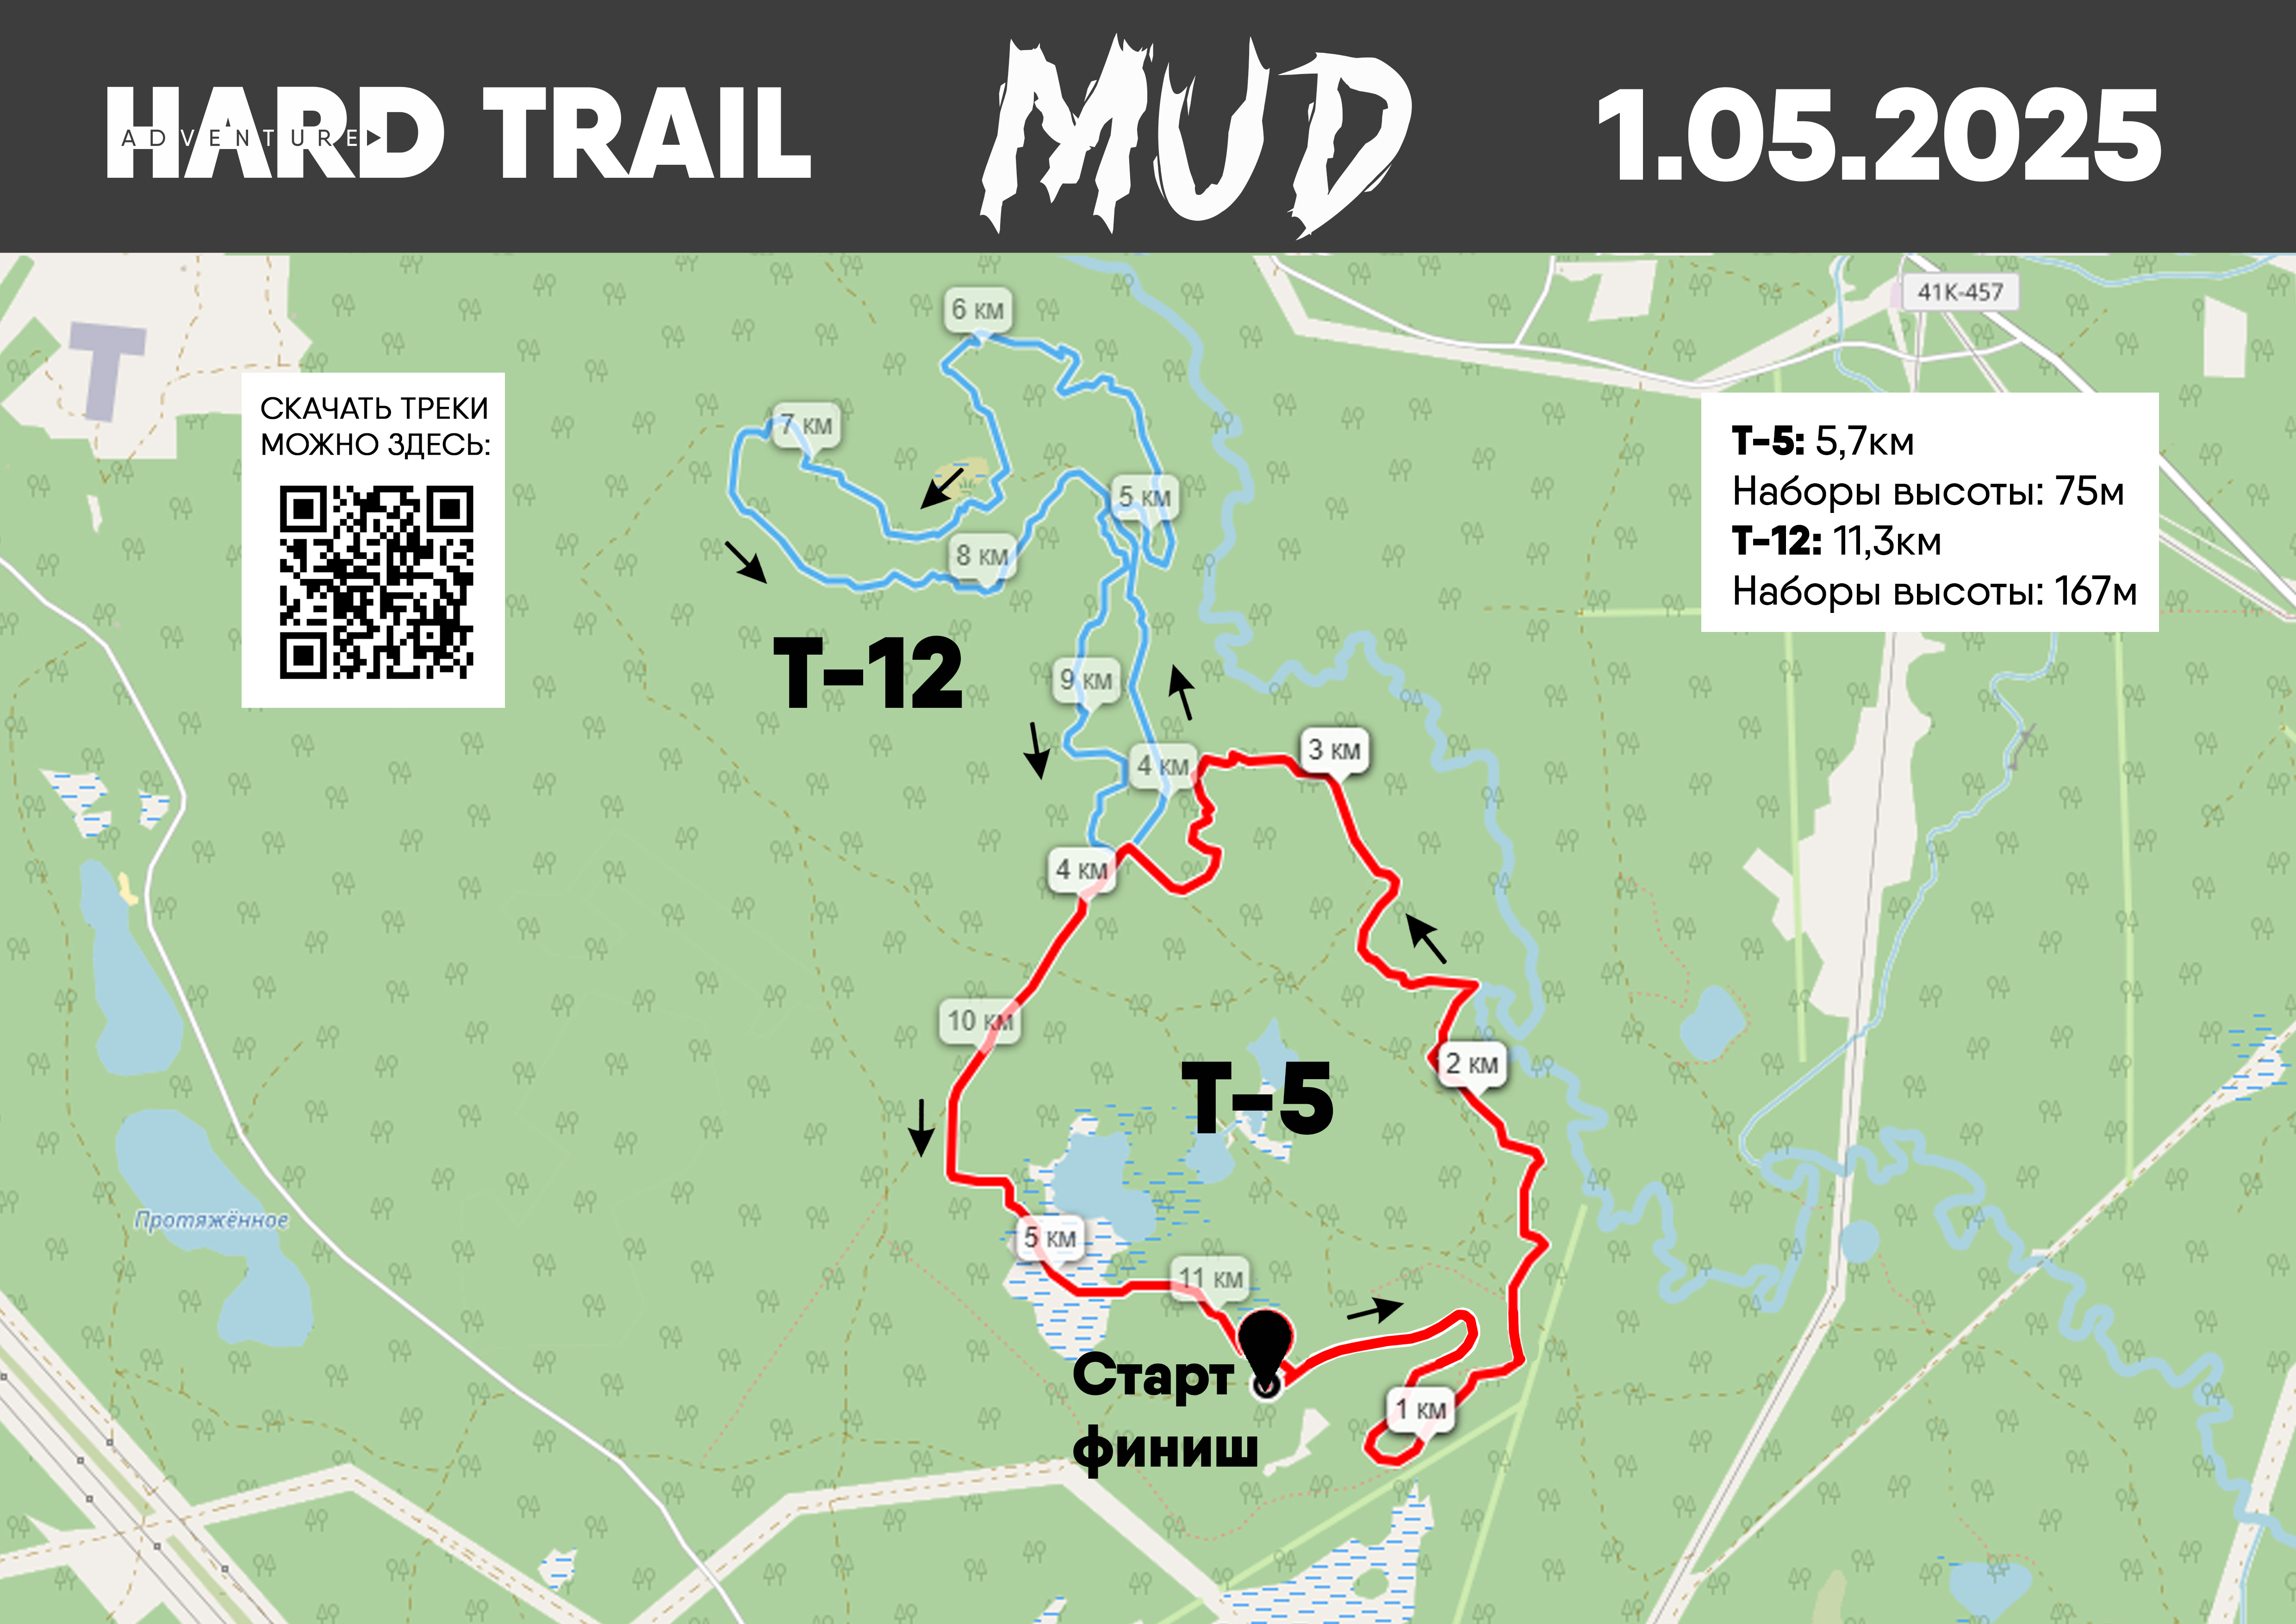 HARD TRAIL
ADVENTURE
MUD
1.05.2025
41K-457
6 км
СКАЧАТЬ ТРЕКИ
МОЖНО ЗДЕСЬ:
7 км
5 км
8 км
Т-5: 5,7км
Наборы высоты: 75м
Т-12: 11,3км
Наборы высоты: 167м
Т-12
9 км
4 км
3 км
4 км
10 км
2 км
Т-5
Протяжённое
5 км
11 км
Старт
финиш
1 км